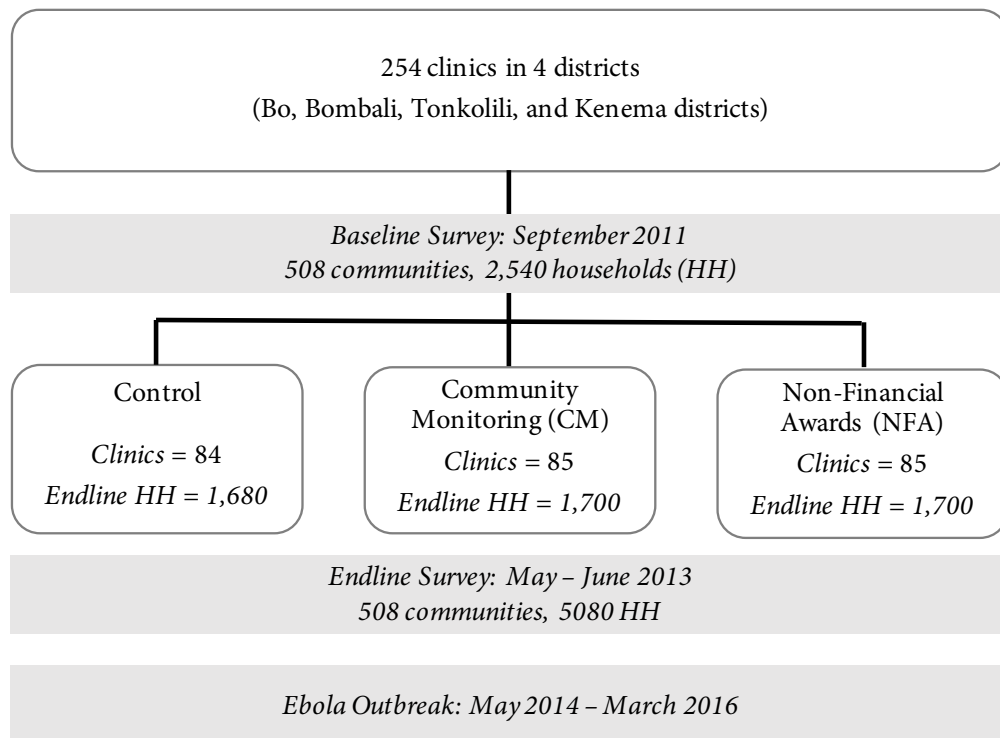 254 clinics in 4 districts
(Bo, Bombali, Tonkolili, and Kenema districts)
Baseline Survey: September 2011
508 communities, 2,540 households (HH)
Control
Clinics = 84
Endline HH = 1,680
Community
Monitoring (CM)
Clinics = 85
Endline HH = 1,700
Non-Financial
Awards (NFA)
Clinics = 85
Endline HH = 1,700
Endline Survey: May – June 2013
508 communities, 5080 HH
Ebola Outbreak: May 2014 – March 2016